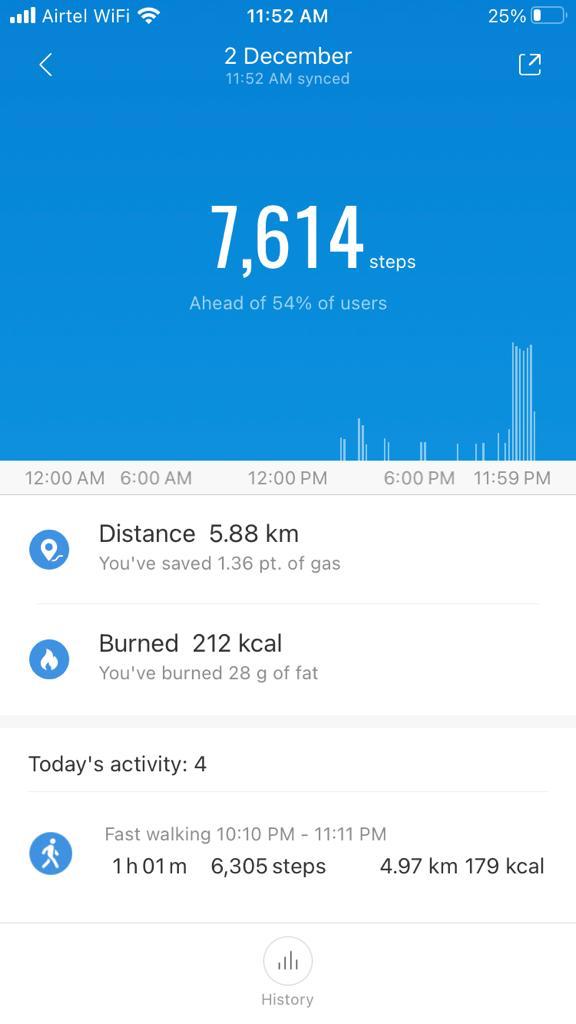 Airtel WiFi 11:52 AM 25%
2 December
11:52 AM synced
7,614 steps
Ahead of 54% of users
12:00 AM 6:00 AM 12:00 PM 6:00 PM 11:59 PM
Distance 5.88 km
You've saved 1.36 pt. of gas
Burned 212 kcal
You've burned 28 g of fat
Today's activity: 4
Fast walking 10:10 PM - 11:11 PM
1 h 01 m 6,305 steps 4.97 km 179 kcal
History